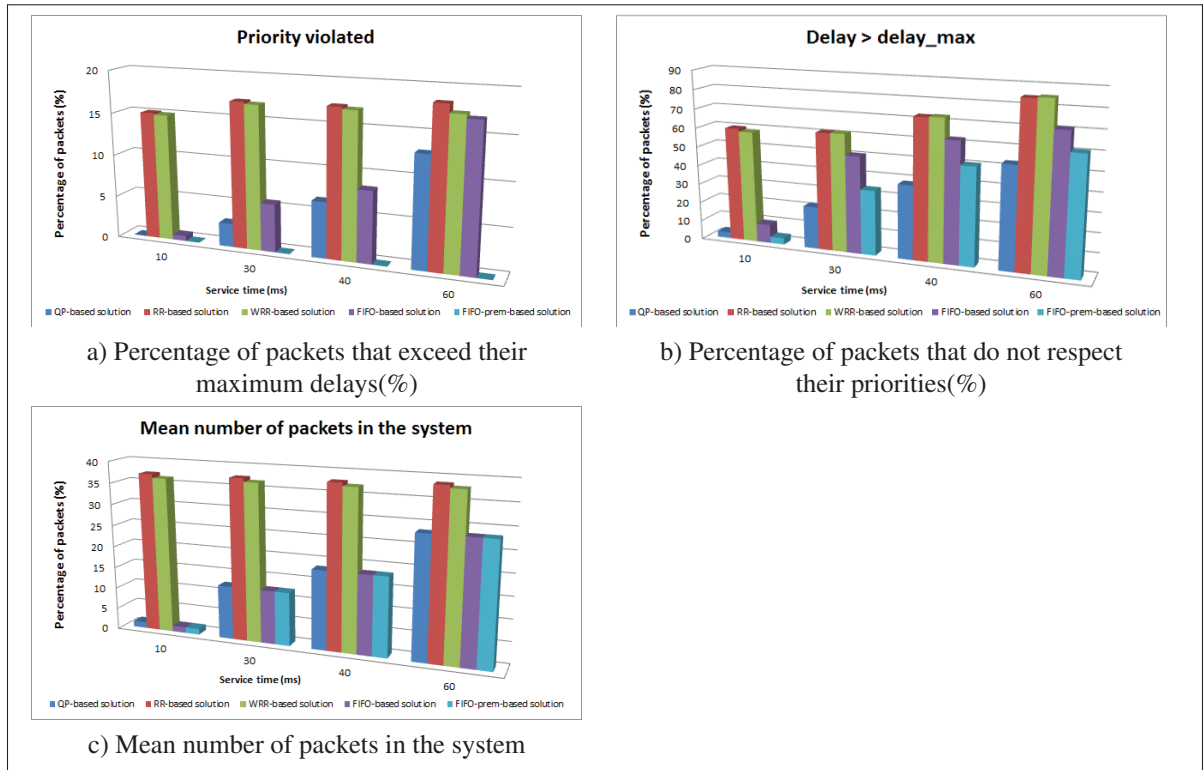 Priority violated
20
15
10
5
0
Percentage of packets (%)
10
30
40
60
Service time (ms)
QP-based solution RR-based solution WRR-based solution FIFO-based solution FIFO-prem-based solution
a) Percentage of packets that exceed their
maximum delays(%)
Delay > delay_max
90
80
70
60
50
40
30
20
10
0
Percentage of packets (%)
10
30
40
60
Service time (ms)
QP-based solution RR-based solution WRR-based solution FIFO-based solution FIFO-prem-based solution
b) Percentage of packets that do not respect
their priorities(%)
Mean number of packets in the system
40
35
30
25
20
15
10
5
0
Percentage of packets (%)
10
30
40
60
Service time (ms)
QP-based solution RR-based solution WRR-based solution FIFO-based solution FIFO-prem-based solution
c) Mean number of packets in the system